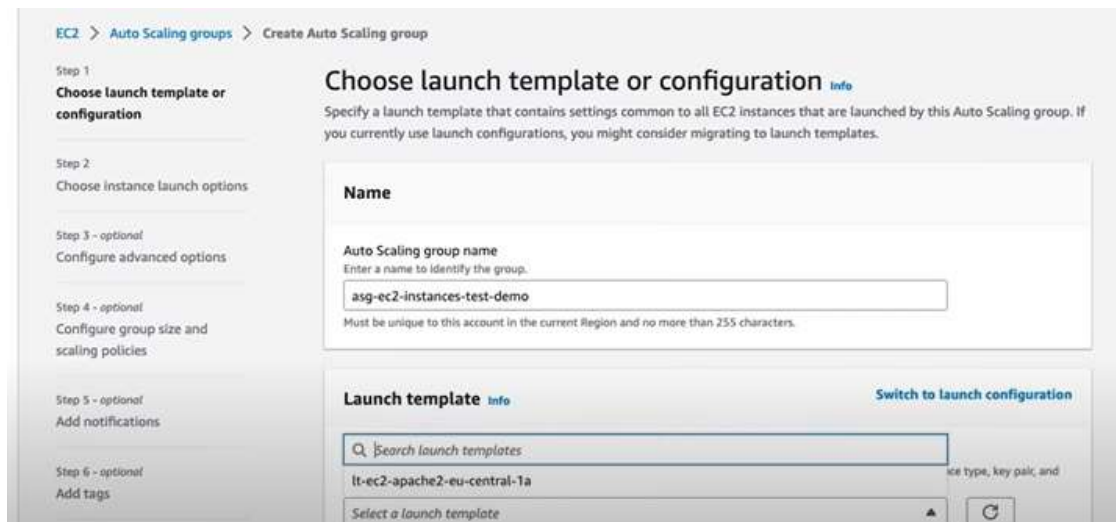 EC2 > Auto Scaling groups > Create Auto Scaling group
Step 1
Choose launch template or
configuration
Step 2
Choose instance launch options
Step 3 - optional
Configure advanced options
Step 4 - optional
Configure group size and
scaling policies
Step 5 - optional
Add notifications
Step 6 - optional
Add tags
Choose launch template or configuration Info
Specify a launch template that contains settings common to all EC2 instances that are launched by this Auto Scaling group. If
you currently use launch configurations, you might consider migrating to launch templates.
Name
Auto Scaling group name
Enter a name to identify the group.
asg-ec2-instances-test-demo
Must be unique to this account in the current Region and no more than 255 characters.
Launch template Info
Switch to launch configuration
Search launch templates
lt-ec2-apache2-eu-central-1a
type, key pair, and
Select a launch template